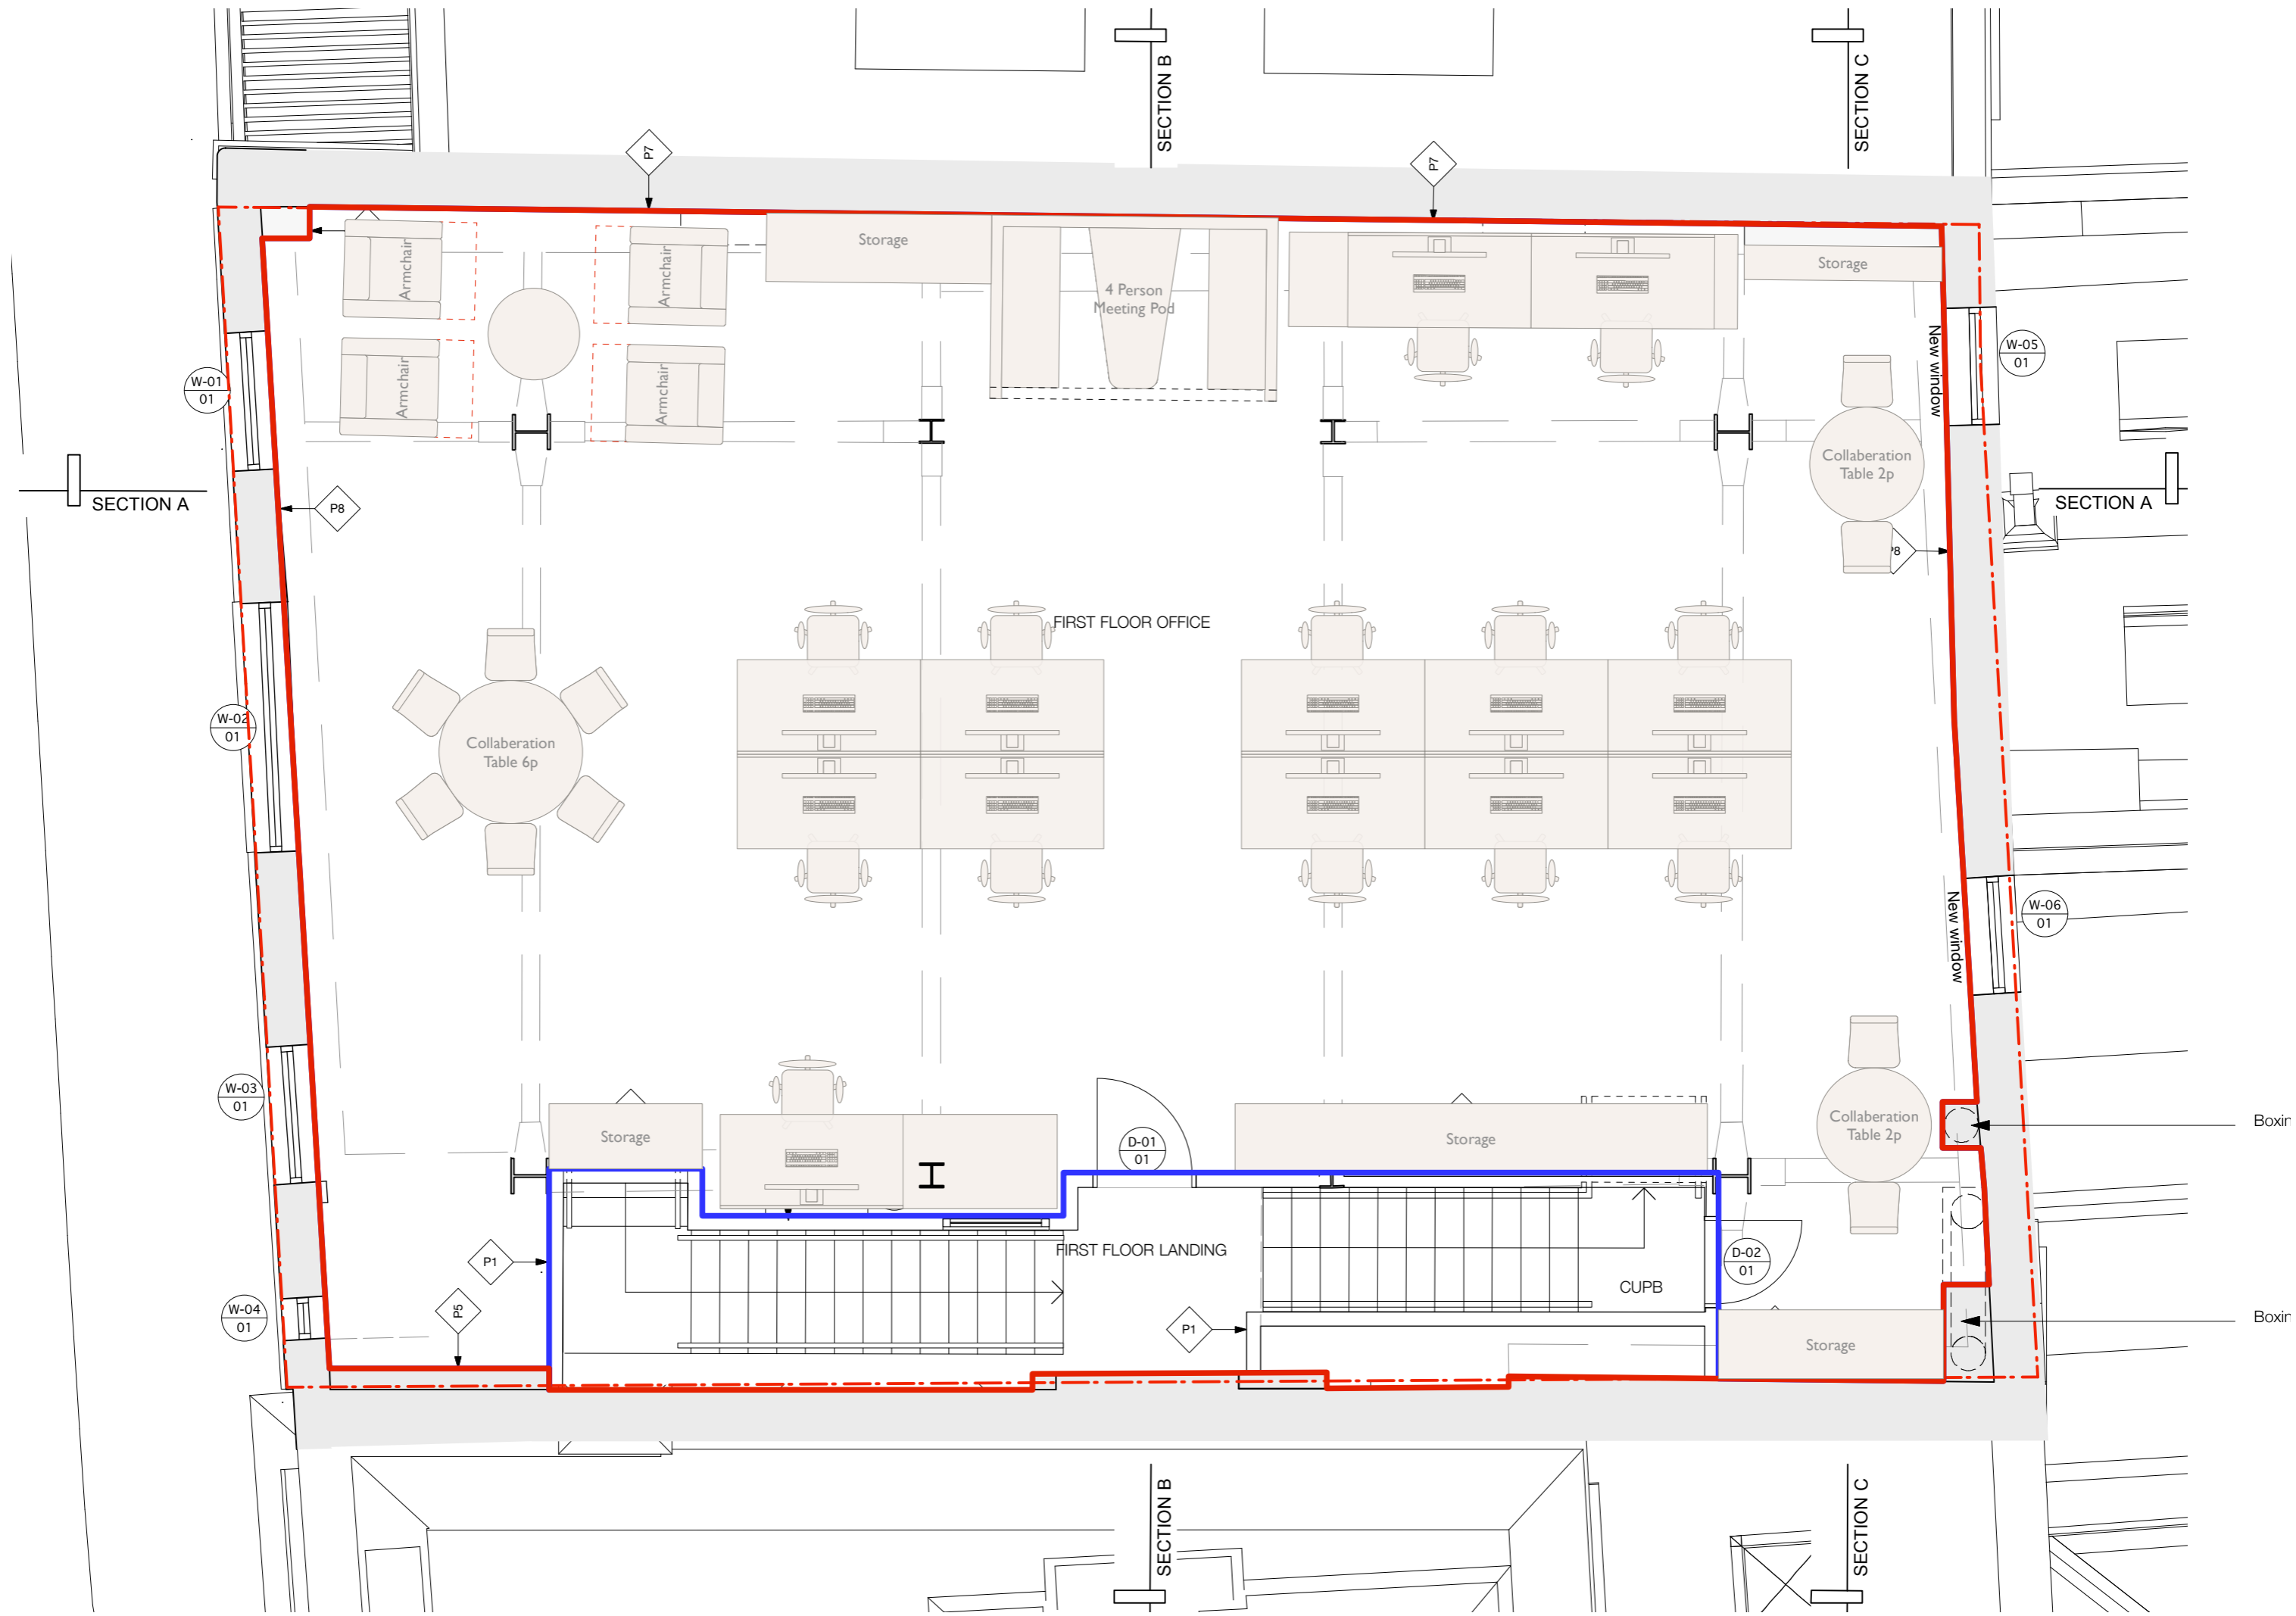 SECTION B
SECTION C
P7
P7
Storage
Armchair
Armchair
4 Person
Meeting Pod
Storage
New window
W-05
01
W-01
01
Armchair
Armchair
Collaberation
Table 2p
SECTION A
P8
SECTION A
P8
FIRST FLOOR OFFICE
W-02
01
Collaberation
Table 6p
New window
W-06
01
W-03
01
Storage
D-01
01
Storage
Collaberation
Table 2p
Boxin
P1
FIRST FLOOR LANDING
D-02
01
CUPB
W-04
01
P5
P1
Storage
Boxin
SECTION B
SECTION C